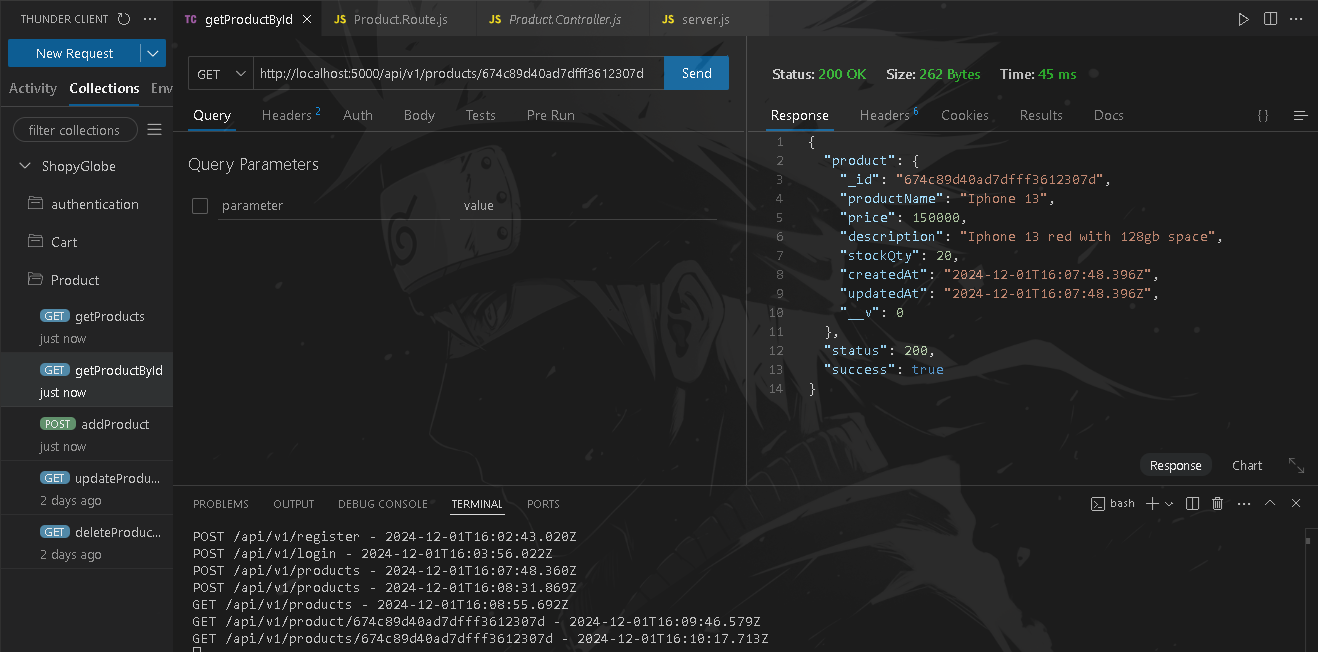 THUNDER CLIENT
New Request
Activity Collections Env
filter collections
ShopyGlobe
authentication
Cart
Product
GET getProducts
just now
GET getProductById
just now
POST addProduct
just now
GET updateProdu...
2 days ago
GET deleteProduc...
2 days ago
TC getProductById JS Product.Route.js JS Product.Controller.js JS server.js
GET http://localhost:5000/api/v1/products/674c89d40ad7dfff3612307d Send
Query Headers 2 Auth Body Tests Pre Run
Query Parameters
parameter value
Status: 200 OK Size: 262 Bytes Time: 45 ms
Response Headers 6 Cookies Results Docs {}
1 {
2 "product": {
3 "_id": "674c89d40ad7dfff3612307d",
4 "productName": "Iphone 13",
5 "price": 150000,
6 "description": "Iphone 13 red with 128gb space",
7 "stockQty": 20,
8 "createdAt": "2024-12-01T16:07:48.396Z",
9 "updatedAt": "2024-12-01T16:07:48.396Z",
10 "__v": 0
11 },
12 "status": 200,
13 "success": true
14 }
Response Chart
PROBLEMS OUTPUT DEBUG CONSOLE TERMINAL PORTS
bash
POST /api/v1/register - 2024-12-01T16:02:43.020Z
POST /api/v1/login - 2024-12-01T16:03:56.022Z
POST /api/v1/products - 2024-12-01T16:07:48.360Z
POST /api/v1/products - 2024-12-01T16:08:31.869Z
GET /api/v1/products - 2024-12-01T16:08:55.692Z
GET /api/v1/product/674c89d40ad7dfff3612307d - 2024-12-01T16:09:46.579Z
GET /api/v1/products/674c89d40ad7dfff3612307d - 2024-12-01T16:10:17.713Z